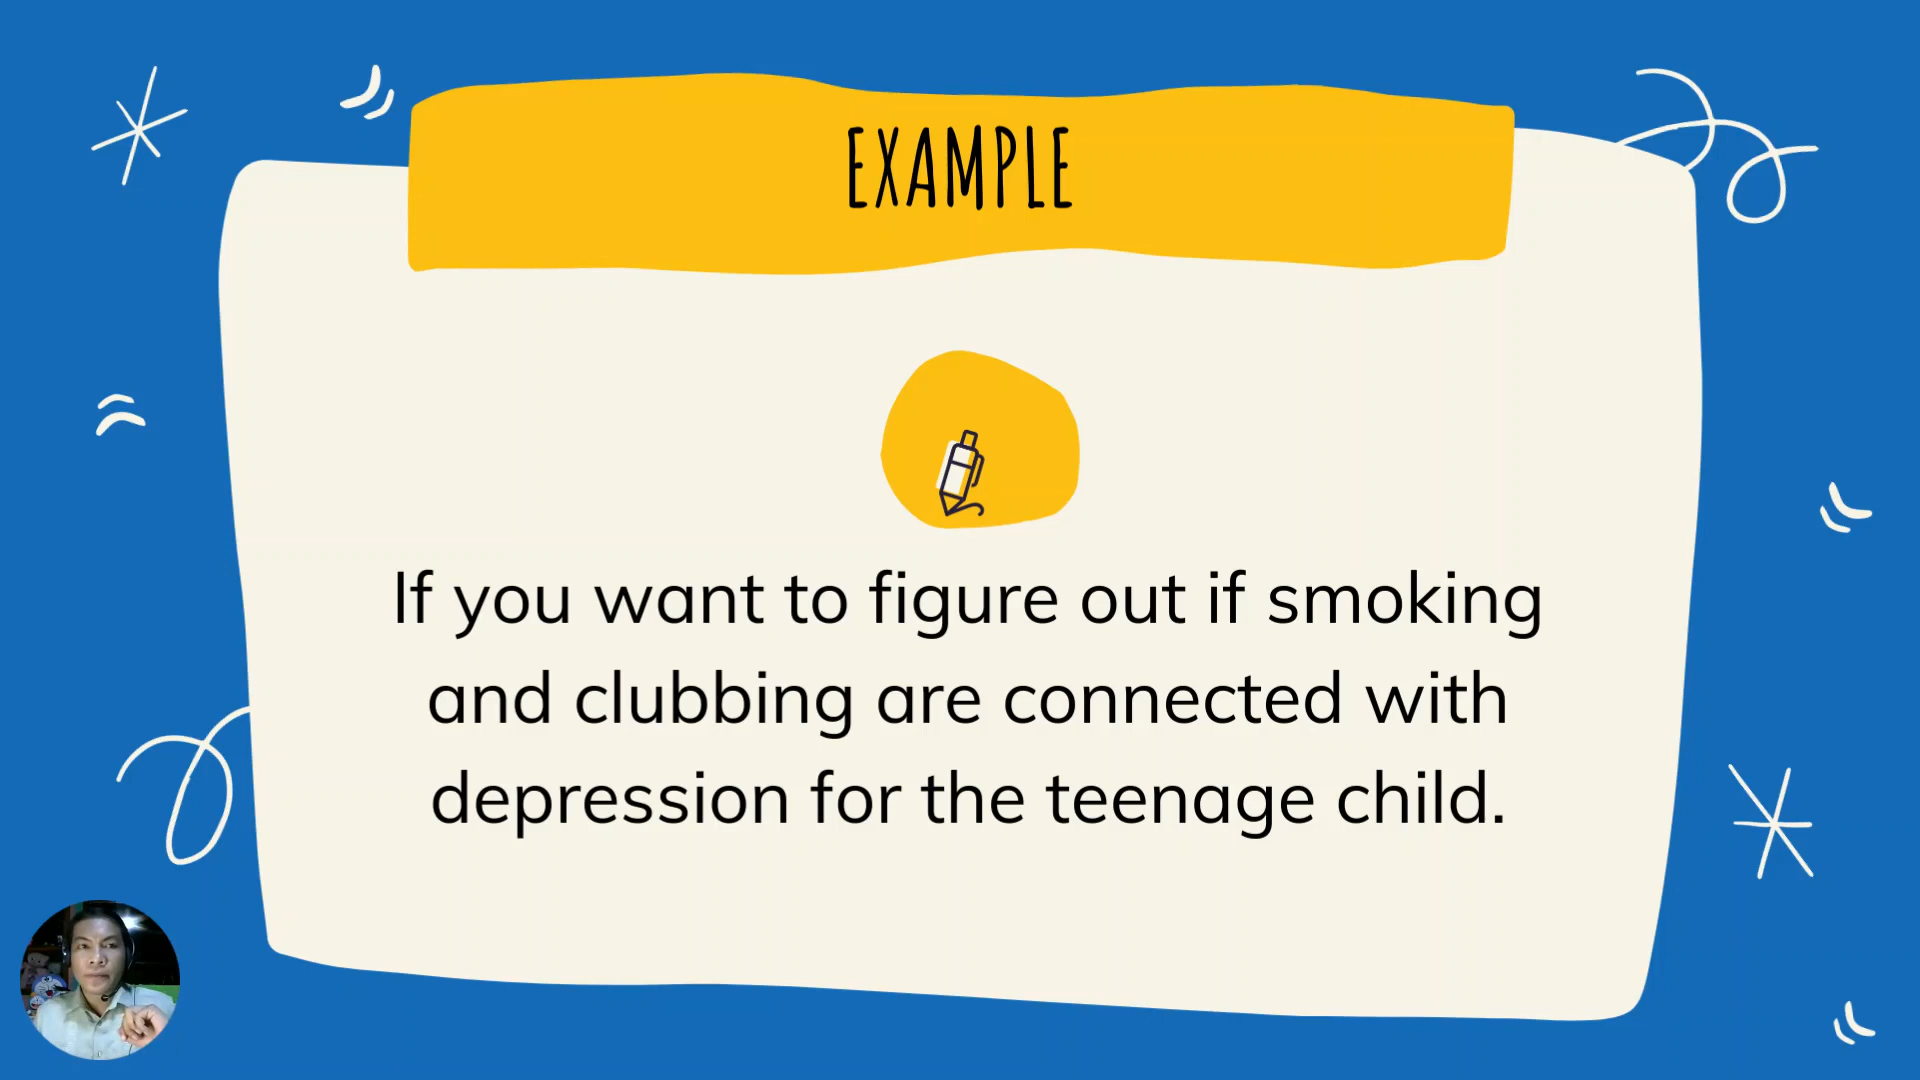 EXAMPLE
If you want to figure out if smoking
and clubbing are connected with
depression for the teenage child.